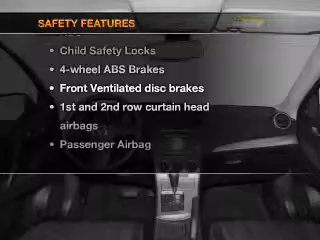 SAFETY FEATURES
• Child Safety Locks
• 4-wheel ABS Brakes
• Front Ventilated disc brakes
• 1st and 2nd row curtain head
airbags
• Passenger Airbag